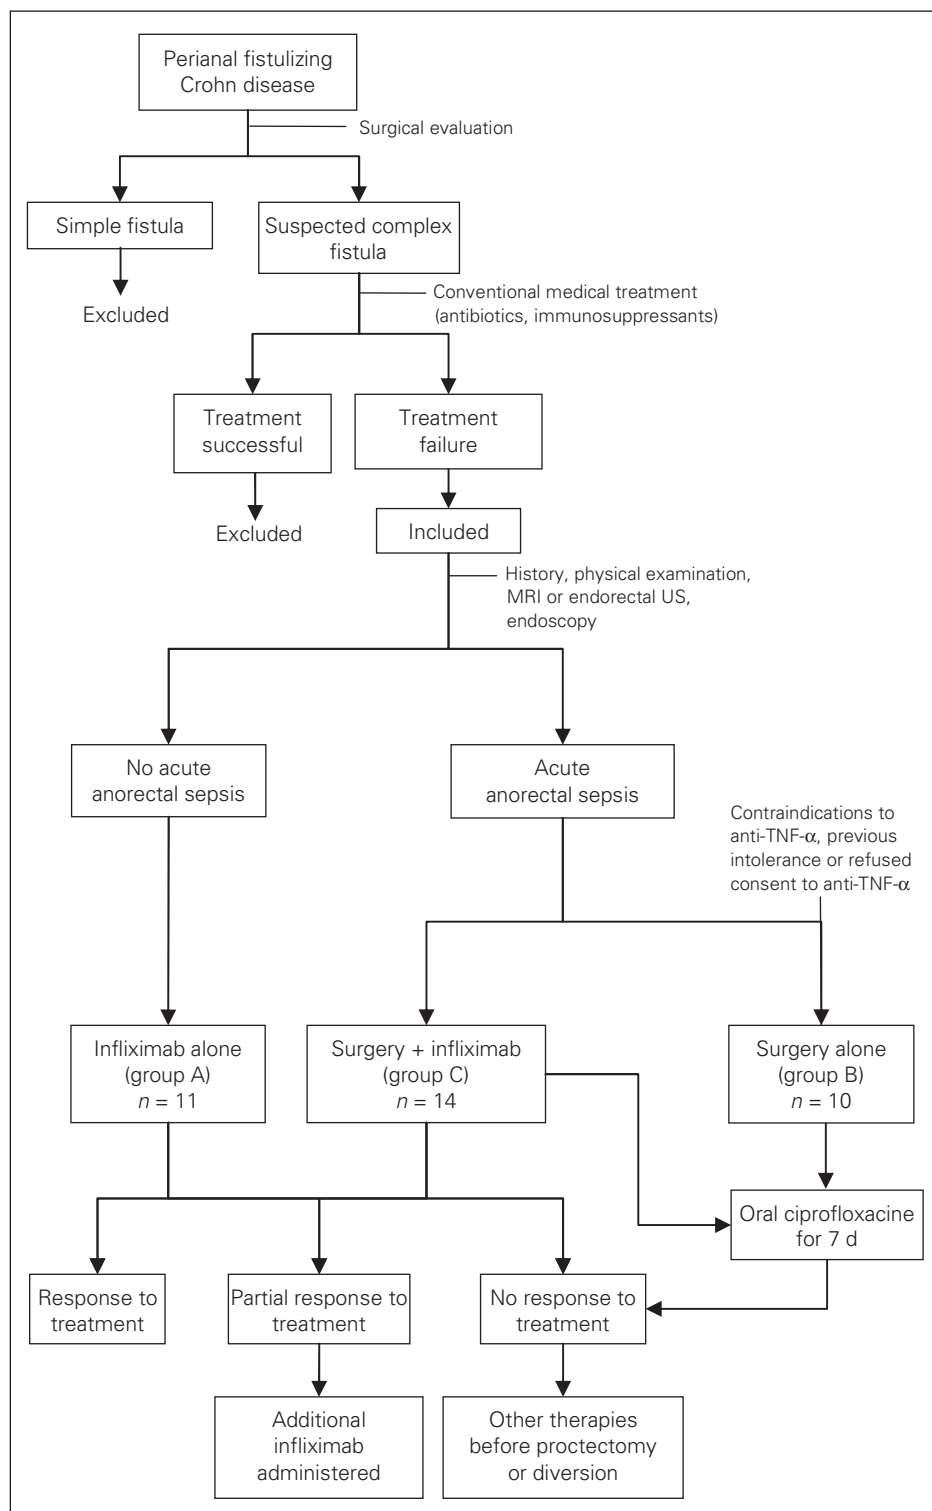 Perianal fistulizing
Crohn disease
Surgical evaluation
Simple fistula
Suspected complex
fistula
Excluded
Conventional medical treatment
(antibiotics, immunosuppressants)
Treatment
successful
Treatment
failure
Excluded
Included
History, physical examination,
MRI or endorectal US,
endoscopy
No acute
anorectal sepsis
Acute
anorectal sepsis
Contraindications to
anti-TNF-α, previous
intolerance or refused
consent to anti-TNF-α
Infliximab alone
(group A)
n = 11
Surgery + infliximab
(group C)
n = 14
Surgery alone
(group B)
n = 10
Oral ciprofloxacine
for 7 d
Response to
treatment
Partial response to
treatment
No response to
treatment
Additional
infliximab
administered
Other therapies
before proctectomy
or diversion